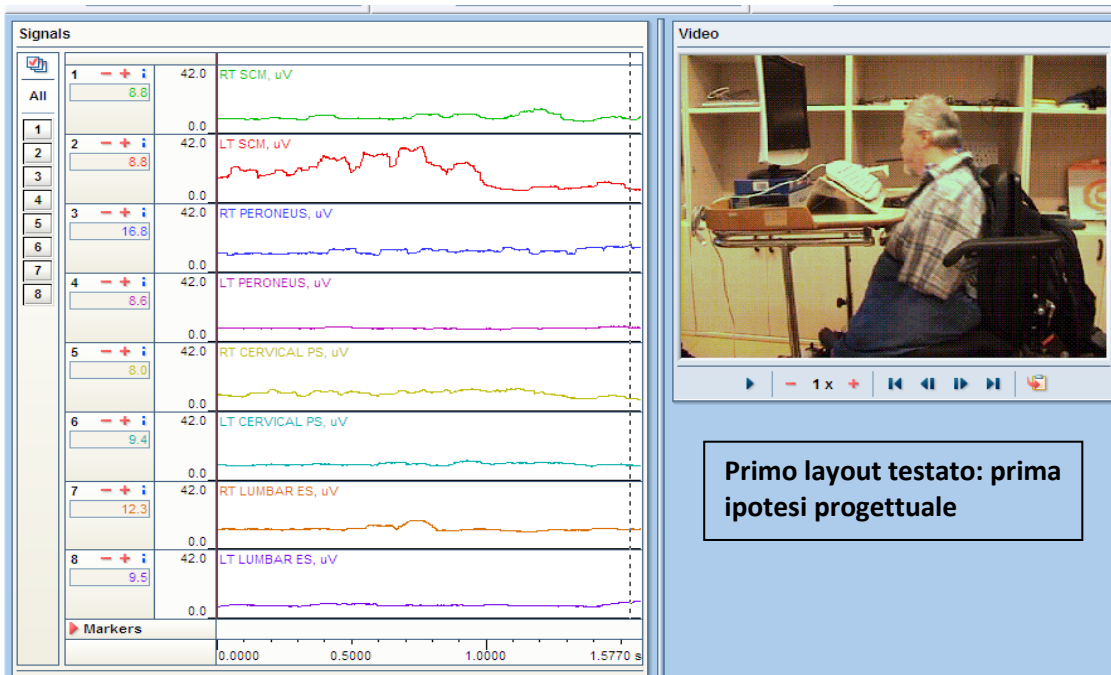 Signals
All
1
2
3
4
5
6
7
8
1 − + i 42.0 RT SCM, uV
8.8
0.0
2 − + i 42.0 LT SCM, uV
8.8
0.0
3 − + i 42.0 RT PERONEUS, uV
16.8
0.0
4 − + i 42.0 LT PERONEUS, uV
8.6
0.0
5 − + i 42.0 RT CERVICAL PS, uV
8.0
0.0
6 − + i 42.0 LT CERVICAL PS, uV
9.4
0.0
7 − + i 42.0 RT LUMBAR ES, uV
12.3
0.0
8 − + i 42.0 LT LUMBAR ES, uV
9.5
0.0
Markers
0.0000 0.5000 1.0000 1.5770 s
Video
− 1 x +
Primo layout testato: prima
ipotesi progettuale